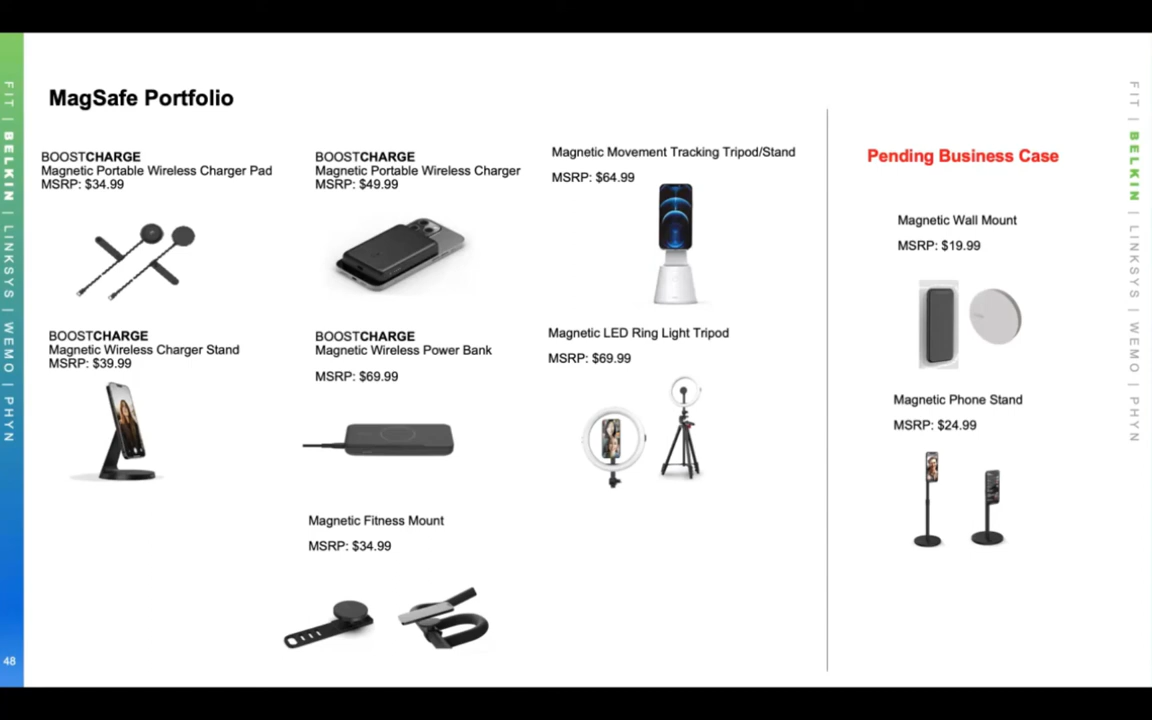 MagSafe Portfolio
BOOSTCHARGE
Magnetic Portable Wireless Charger Pad
MSRP: $34.99
BOOSTCHARGE
Magnetic Portable Wireless Charger
MSRP: $49.99
Magnetic Movement Tracking Tripod/Stand
MSRP: $64.99
BOOSTCHARGE
Magnetic Wireless Charger Stand
MSRP: $39.99
BOOSTCHARGE
Magnetic Wireless Power Bank
MSRP: $69.99
Magnetic LED Ring Light Tripod
MSRP: $69.99
Magnetic Fitness Mount
MSRP: $34.99
Pending Business Case
Magnetic Wall Mount
MSRP: $19.99
Magnetic Phone Stand
MSRP: $24.99
FIT | BELKIN | LINKSYS | WEMO | PHYN
FIT | BELKIN | LINKSYS | WEMO | PHYN
48